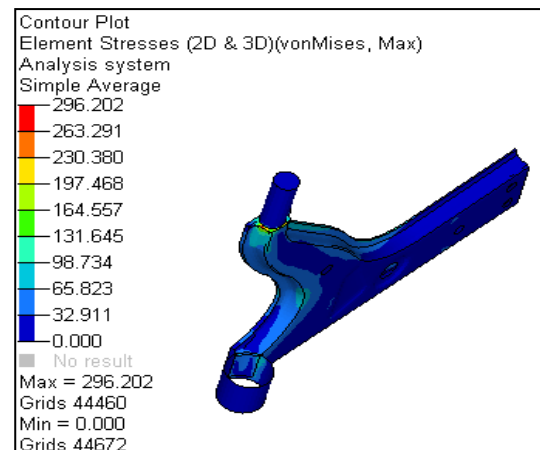 Contour Plot
Element Stresses (2D & 3D)(vonMises, Max)
Analysis system
Simple Average
296.202
263.291
230.380
197.468
164.557
131.645
98.734
65.823
32.911
0.000
No result
Max = 296.202
Grids 44460
Min = 0.000
Grids 44672